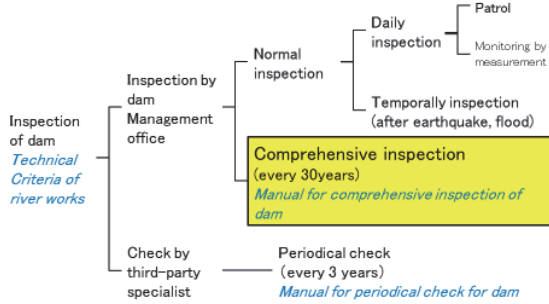 Inspection
of dam
Technical
Criteria of
river works
Inspection by
dam
Management
office
Normal
inspection
Daily
inspection
Patrol
Monitoring by
measurement
Temporally inspection
(after earthquake, flood)
Comprehensive inspection
(every 30years)
Manual for comprehensive inspection of
dam
Check by
third-party
specialist
Periodical check
(every 3 years)
Manual for periodical check for dam